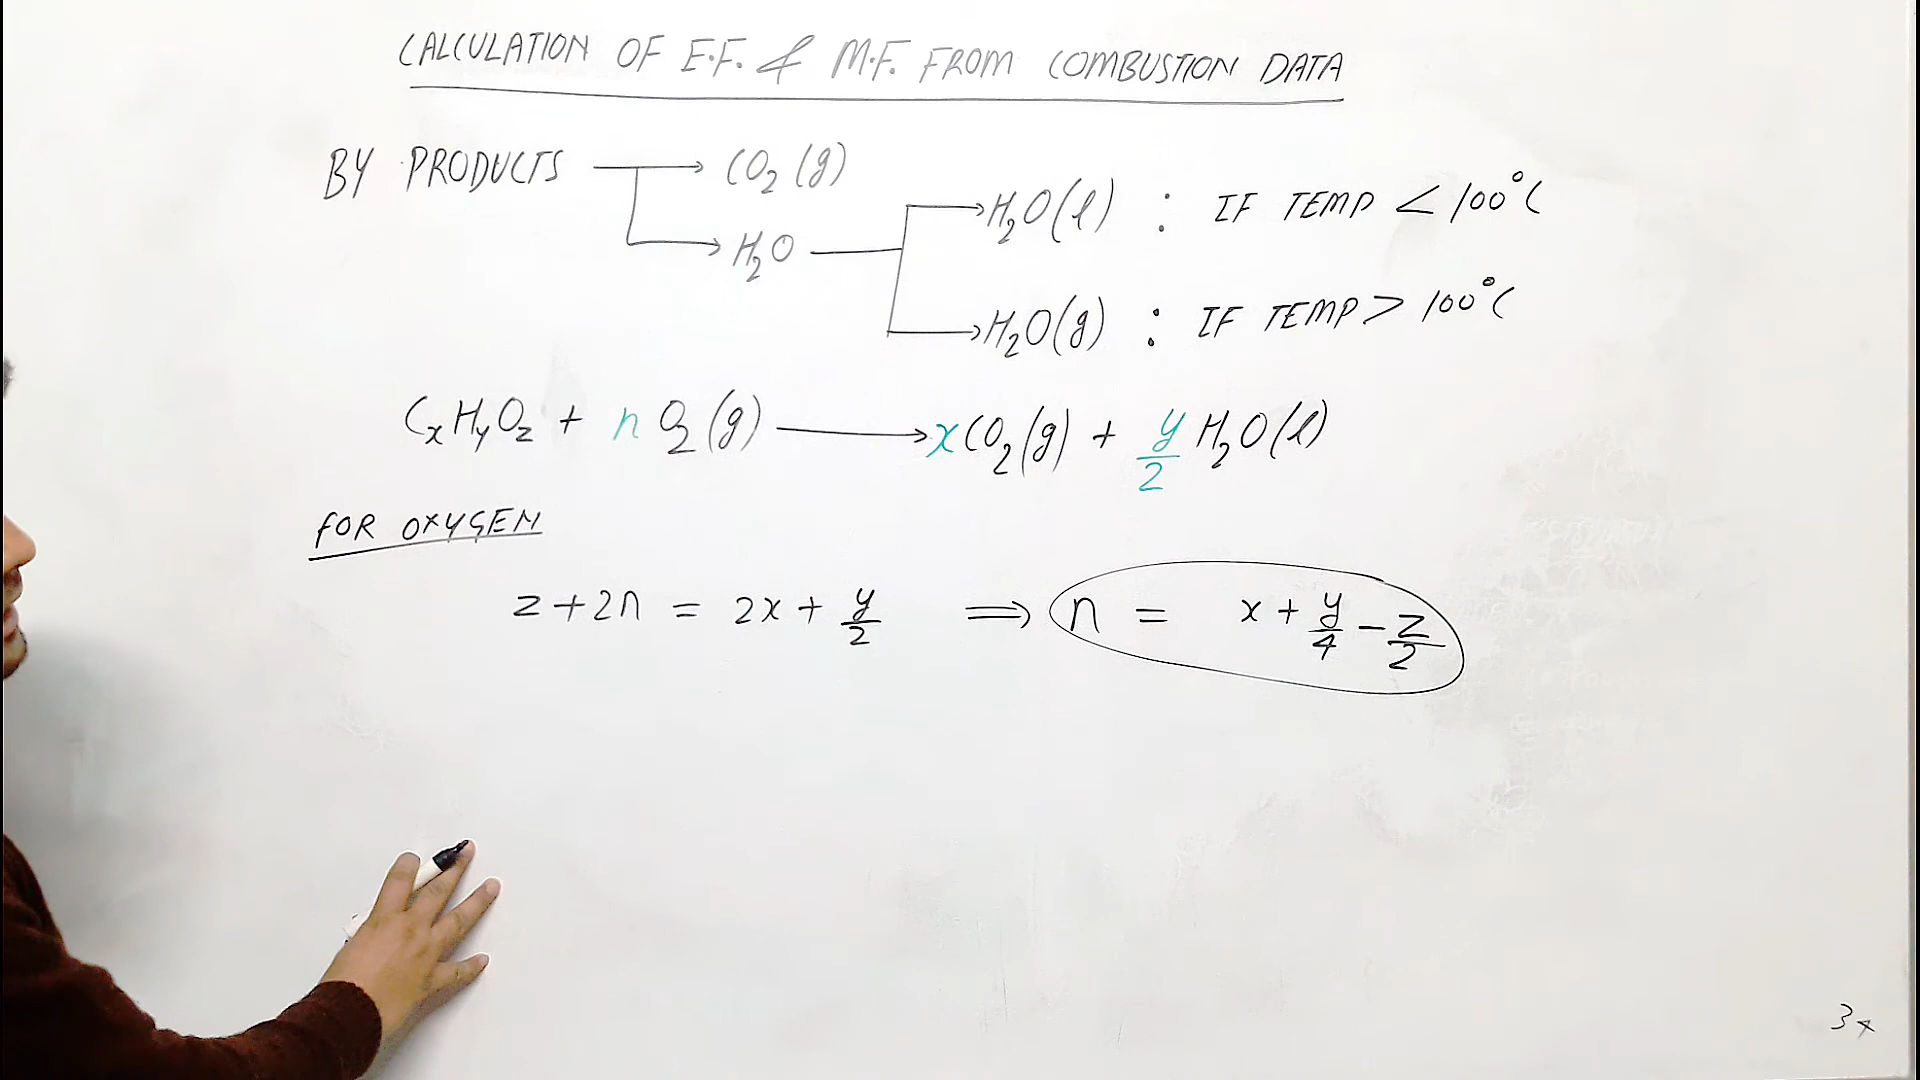 CALCULATION OF E.F. & M.F. FROM COMBUSTION DATA
BY PRODUCTS → CO₂ (g)
→ H₂O
→ H₂O(l) : IF TEMP < 100°C
→ H₂O(g) : IF TEMP > 100°C
CxHyOz + n O₂ (g) → xCO₂ (g) + y/2 H₂O(l)
FOR OXYGEN
z + 2n = 2x + y/2 ⇒ n = x + y/4 - z/2